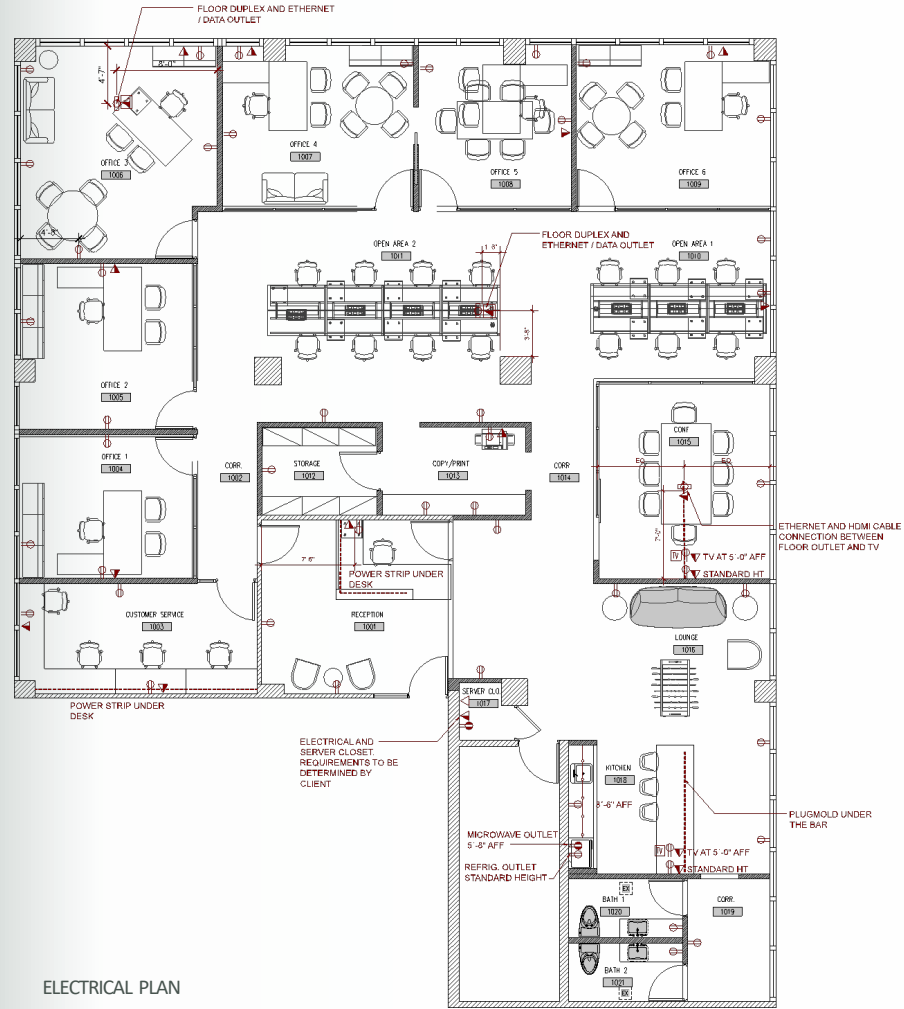 FLOOR DUPLEX AND ETHERNET
/ DATA OUTLET
8'-0"
4'-7"
OFFICE 3
1006
OFFICE 4
1007
OFFICE 5
1008
OFFICE 6
1009
4'-8"
OPEN AREA 2
1011
1'8"
FLOOR DUPLEX AND
ETHERNET / DATA OUTLET
OPEN AREA 1
1010
3'-8"
OFFICE 2
1005
OFFICE 1
1004
CORR.
1002
STORAGE
1012
COPY/PRINT
1013
CORR
1014
CONF
1015
EQ
EQ
7'-0"
ETHERNET AND HDMI CABLE
CONNECTION BETWEEN
FLOOR OUTLET AND TV
TV
TV AT 5'-0" AFF
STANDARD HT
7'6"
POWER STRIP UNDER
DESK
CUSTOMER SERVICE
1003
RECEPTION
1001
LOUNGE
1016
POWER STRIP UNDER
DESK
SERVER CLO.
1017
ELECTRICAL AND
SERVER CLOSET.
REQUIREMENTS TO BE
DETERMINED BY
CLIENT
KITCHEN
1018
3'-6" AFF
PLUGMOLD UNDER
THE BAR
MICROWAVE OUTLET
5'-8" AFF
REFRIG. OUTLET
STANDARD HEIGHT
TV
TV AT 5'-0" AFF
STANDARD HT
EX
BATH 1
1020
CORR.
1019
BATH 2
1021
EX
ELECTRICAL PLAN